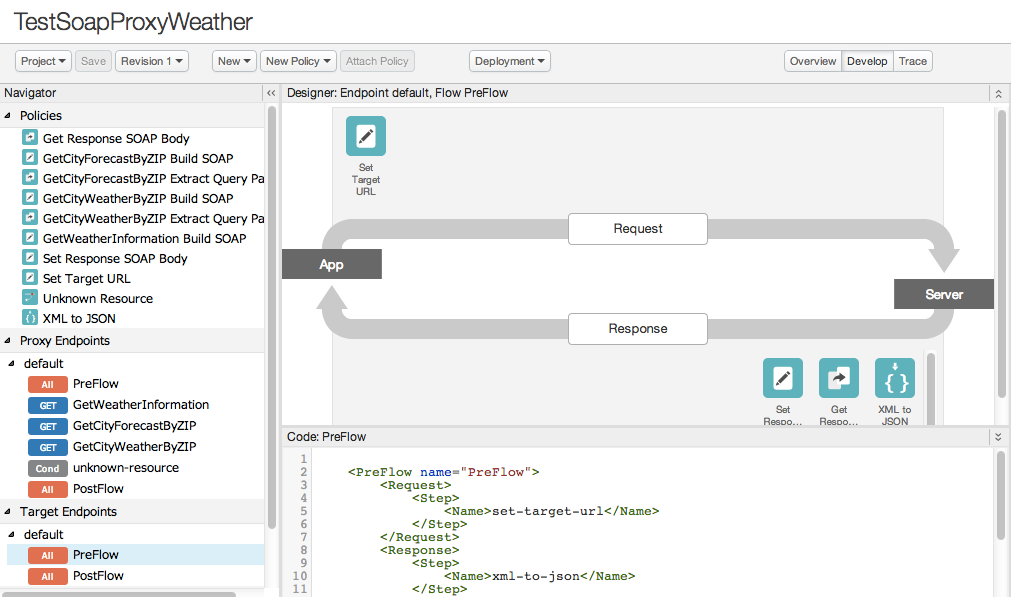 TestSoapProxyWeather
Project Save Revision 1 New New Policy Attach Policy Deployment Overview Develop Trace
Navigator
Policies
Get Response SOAP Body
GetCityForecastByZIP Build SOAP
GetCityForecastByZIP Extract Query Pa
GetCityWeatherByZIP Build SOAP
GetCityWeatherByZIP Extract Query Pa
GetWeatherInformation Build SOAP
Set Response SOAP Body
Set Target URL
Unknown Resource
XML to JSON
Proxy Endpoints
default
All PreFlow
GET GetWeatherInformation
GET GetCityForecastByZIP
GET GetCityWeatherByZIP
Cond unknown-resource
All PostFlow
Target Endpoints
default
All PreFlow
All PostFlow
Designer: Endpoint default, Flow PreFlow
Set
Target
URL
Request
App
Server
Response
Set
Respo...
Get
Respo...
XML to
JSON
Code: PreFlow
1
2 <PreFlow name="PreFlow">
3 <Request>
4 <Step>
5 <Name>set-target-url</Name>
6 </Step>
7 </Request>
8 <Response>
9 <Step>
10 <Name>xml-to-json</Name>
11 </Step>